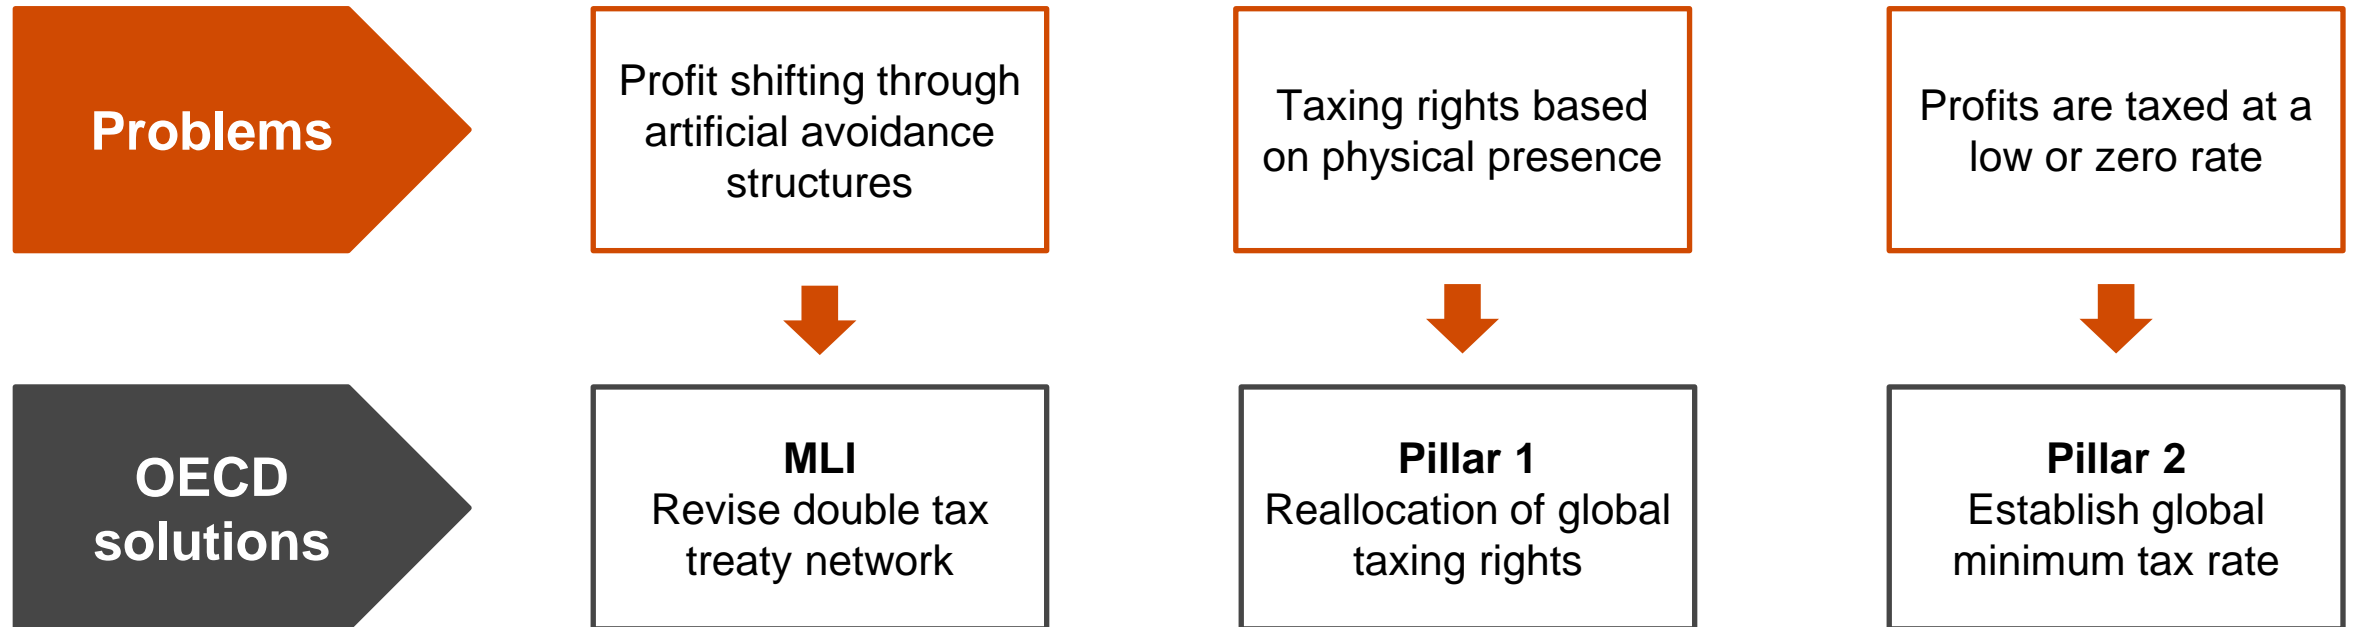 Problems
Profit shifting through
artificial avoidance
structures
Taxing rights based
on physical presence
Profits are taxed at a
low or zero rate
OECD
solutions
MLI
Revise double tax
treaty network
Pillar 1
Reallocation of global
taxing rights
Pillar 2
Establish global
minimum tax rate